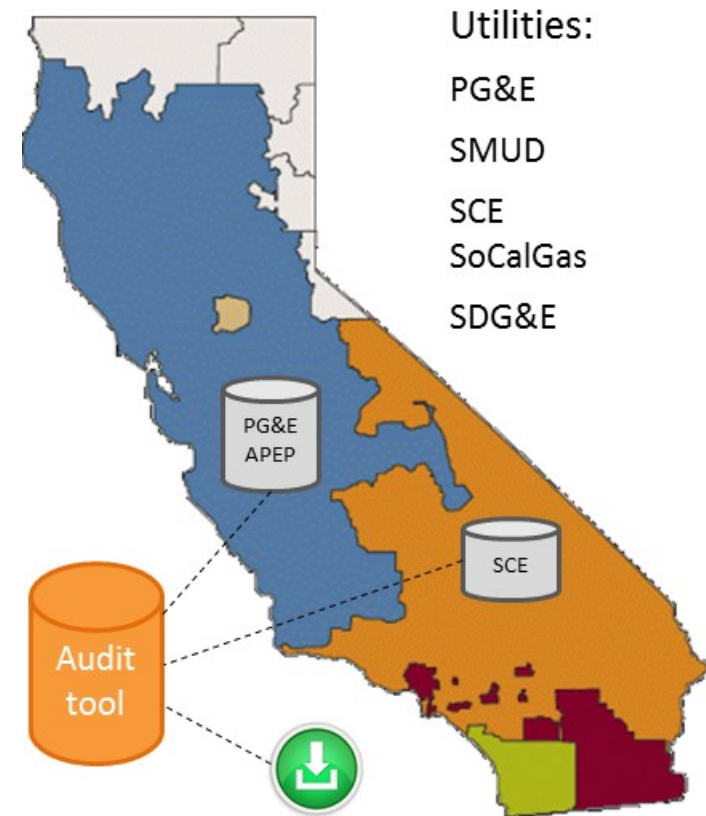 Utilities:
PG&E
SMUD
SCE
SoCalGas
SDG&E
PG&E
APEP
SCE
Audit
tool